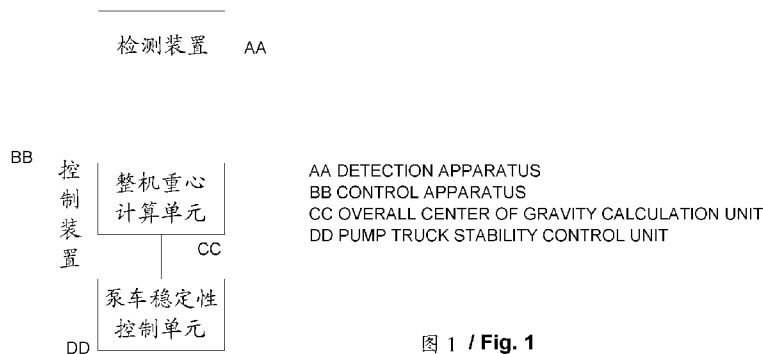 检测装置 AA
BB
控制装置
整机重心
计算单元
CC
泵车稳定性
控制单元
DD
AA DETECTION APPARATUS
BB CONTROL APPARATUS
CC OVERALL CENTER OF GRAVITY CALCULATION UNIT
DD PUMP TRUCK STABILITY CONTROL UNIT
图 1 / Fig. 1